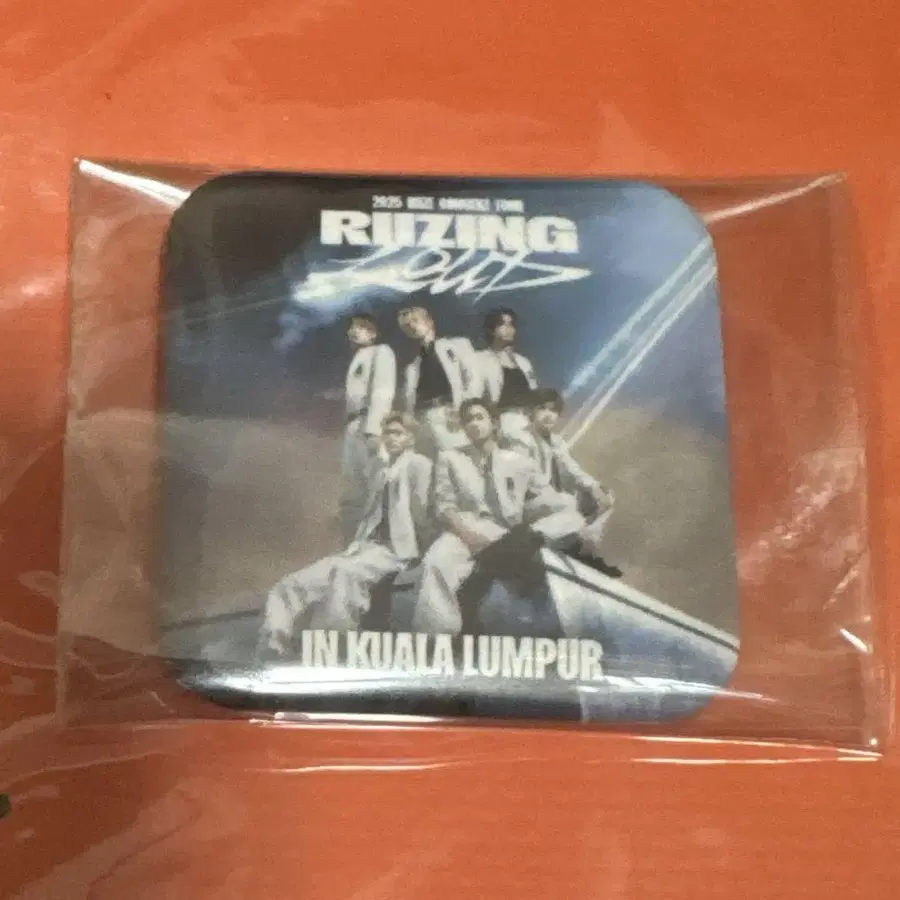 2025 RIIZE CONCERT TOUR
RIIZING
LOUD
IN KUALA LUMPUR